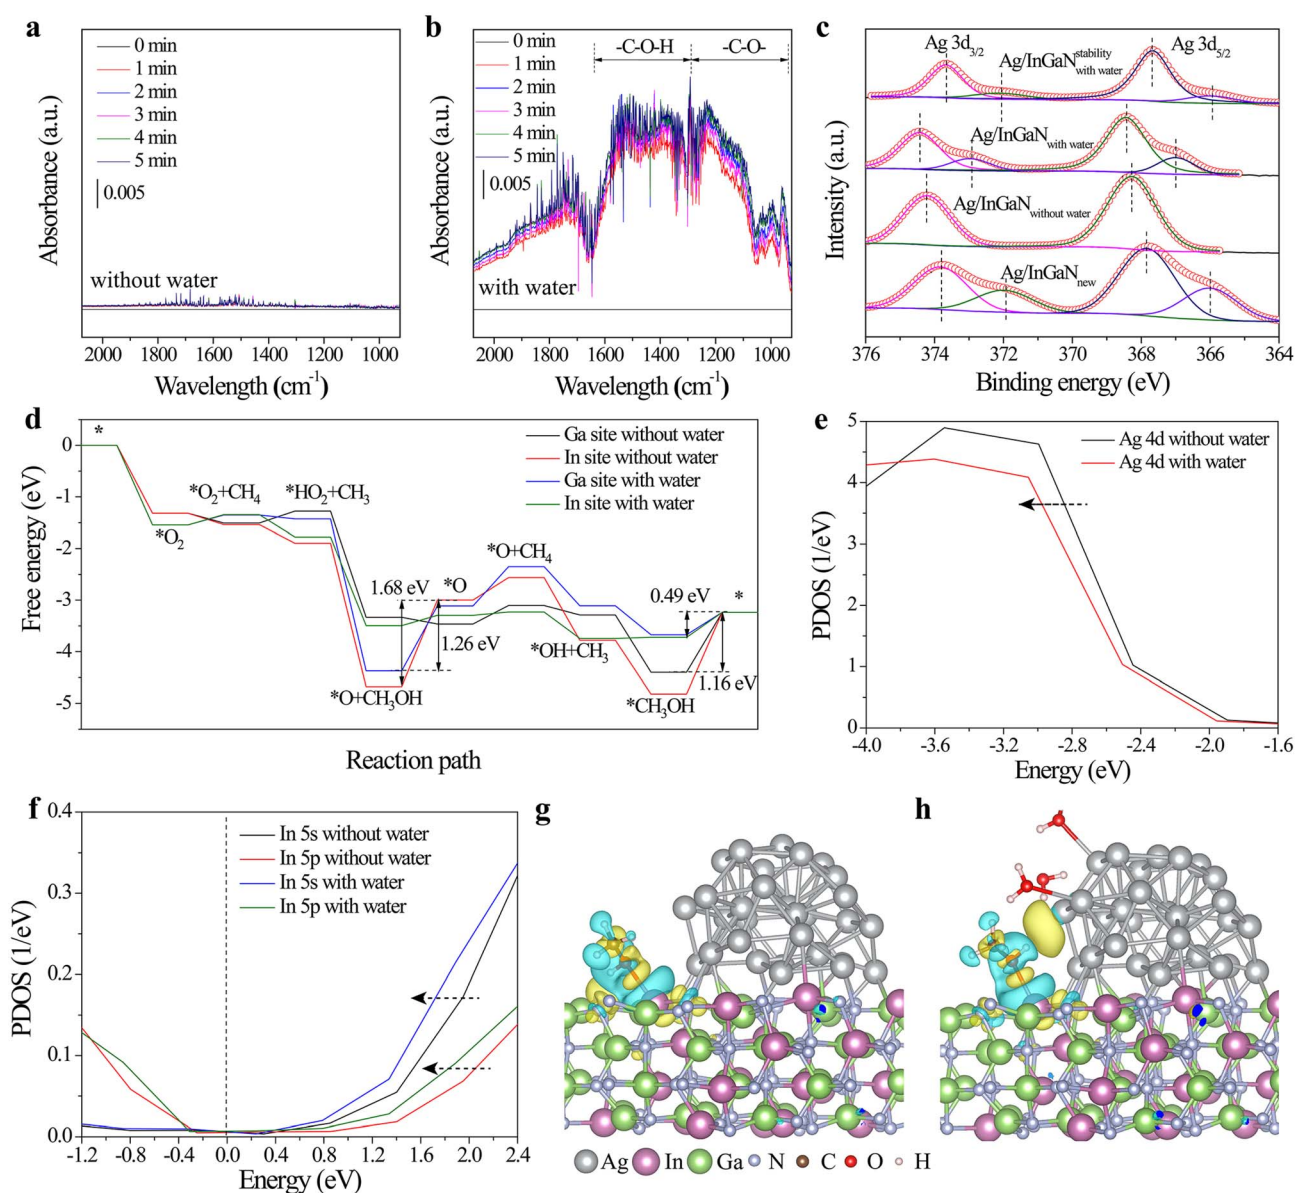 a
0 min
1 min
2 min
3 min
4 min
5 min
0.005
without water
Absorbance (a.u.)
2000 1800 1600 1400 1200 1000
Wavelength (cm⁻¹)
b
0 min
1 min
2 min
3 min
4 min
5 min
-C-O-H
-C-O-
0.005
with water
Absorbance (a.u.)
2000 1800 1600 1400 1200 1000
Wavelength (cm⁻¹)
c
Ag 3d3/2
Ag 3d5/2
Ag/InGaN stability with water
Ag/InGaN with water
Ag/InGaN without water
Ag/InGaN new
Intensity (a.u.)
376 374 372 370 368 366 364
Binding energy (eV)
d
Ga site without water
In site without water
Ga site with water
In site with water
*
*O2
*O2+CH4
*HO2+CH3
*O+CH3OH
1.68 eV
1.26 eV
*O
*O+CH4
*OH+CH3
*CH3OH
0.49 eV
1.16 eV
*
Free energy (eV)
0
-1
-2
-3
-4
-5
Reaction path
e
Ag 4d without water
Ag 4d with water
PDOS (1/eV)
5
4
3
2
1
0
-4.0 -3.6 -3.2 -2.8 -2.4 -2.0 -1.6
Energy (eV)
f
In 5s without water
In 5p without water
In 5s with water
In 5p with water
PDOS (1/eV)
0.4
0.3
0.2
0.1
0.0
-1.2 -0.8 -0.4 0.0 0.4 0.8 1.2 1.6 2.0 2.4
Energy (eV)
g
h
Ag In Ga N C O H